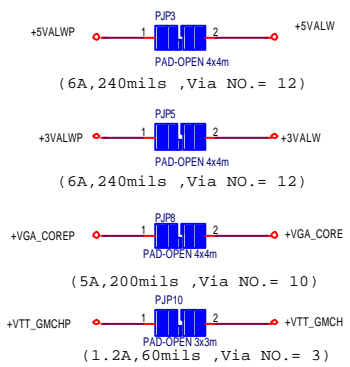 PJP3
+5VALWP 1 2 +5VALW
PAD-OPEN 4x4m
(6A,240mils ,Via NO.= 12)
PJP5
+3VALWP 1 2 +3VALW
PAD-OPEN 4x4m
(6A,240mils ,Via NO.= 12)
PJP8
+VGA_COREP 1 2 +VGA_CORE
PAD-OPEN 4x4m
(5A,200mils ,Via NO.= 10)
PJP10
+VTT_GMCHP 1 2 +VTT_GMCH
PAD-OPEN 3x3m
(1.2A,60mils ,Via NO.= 3)